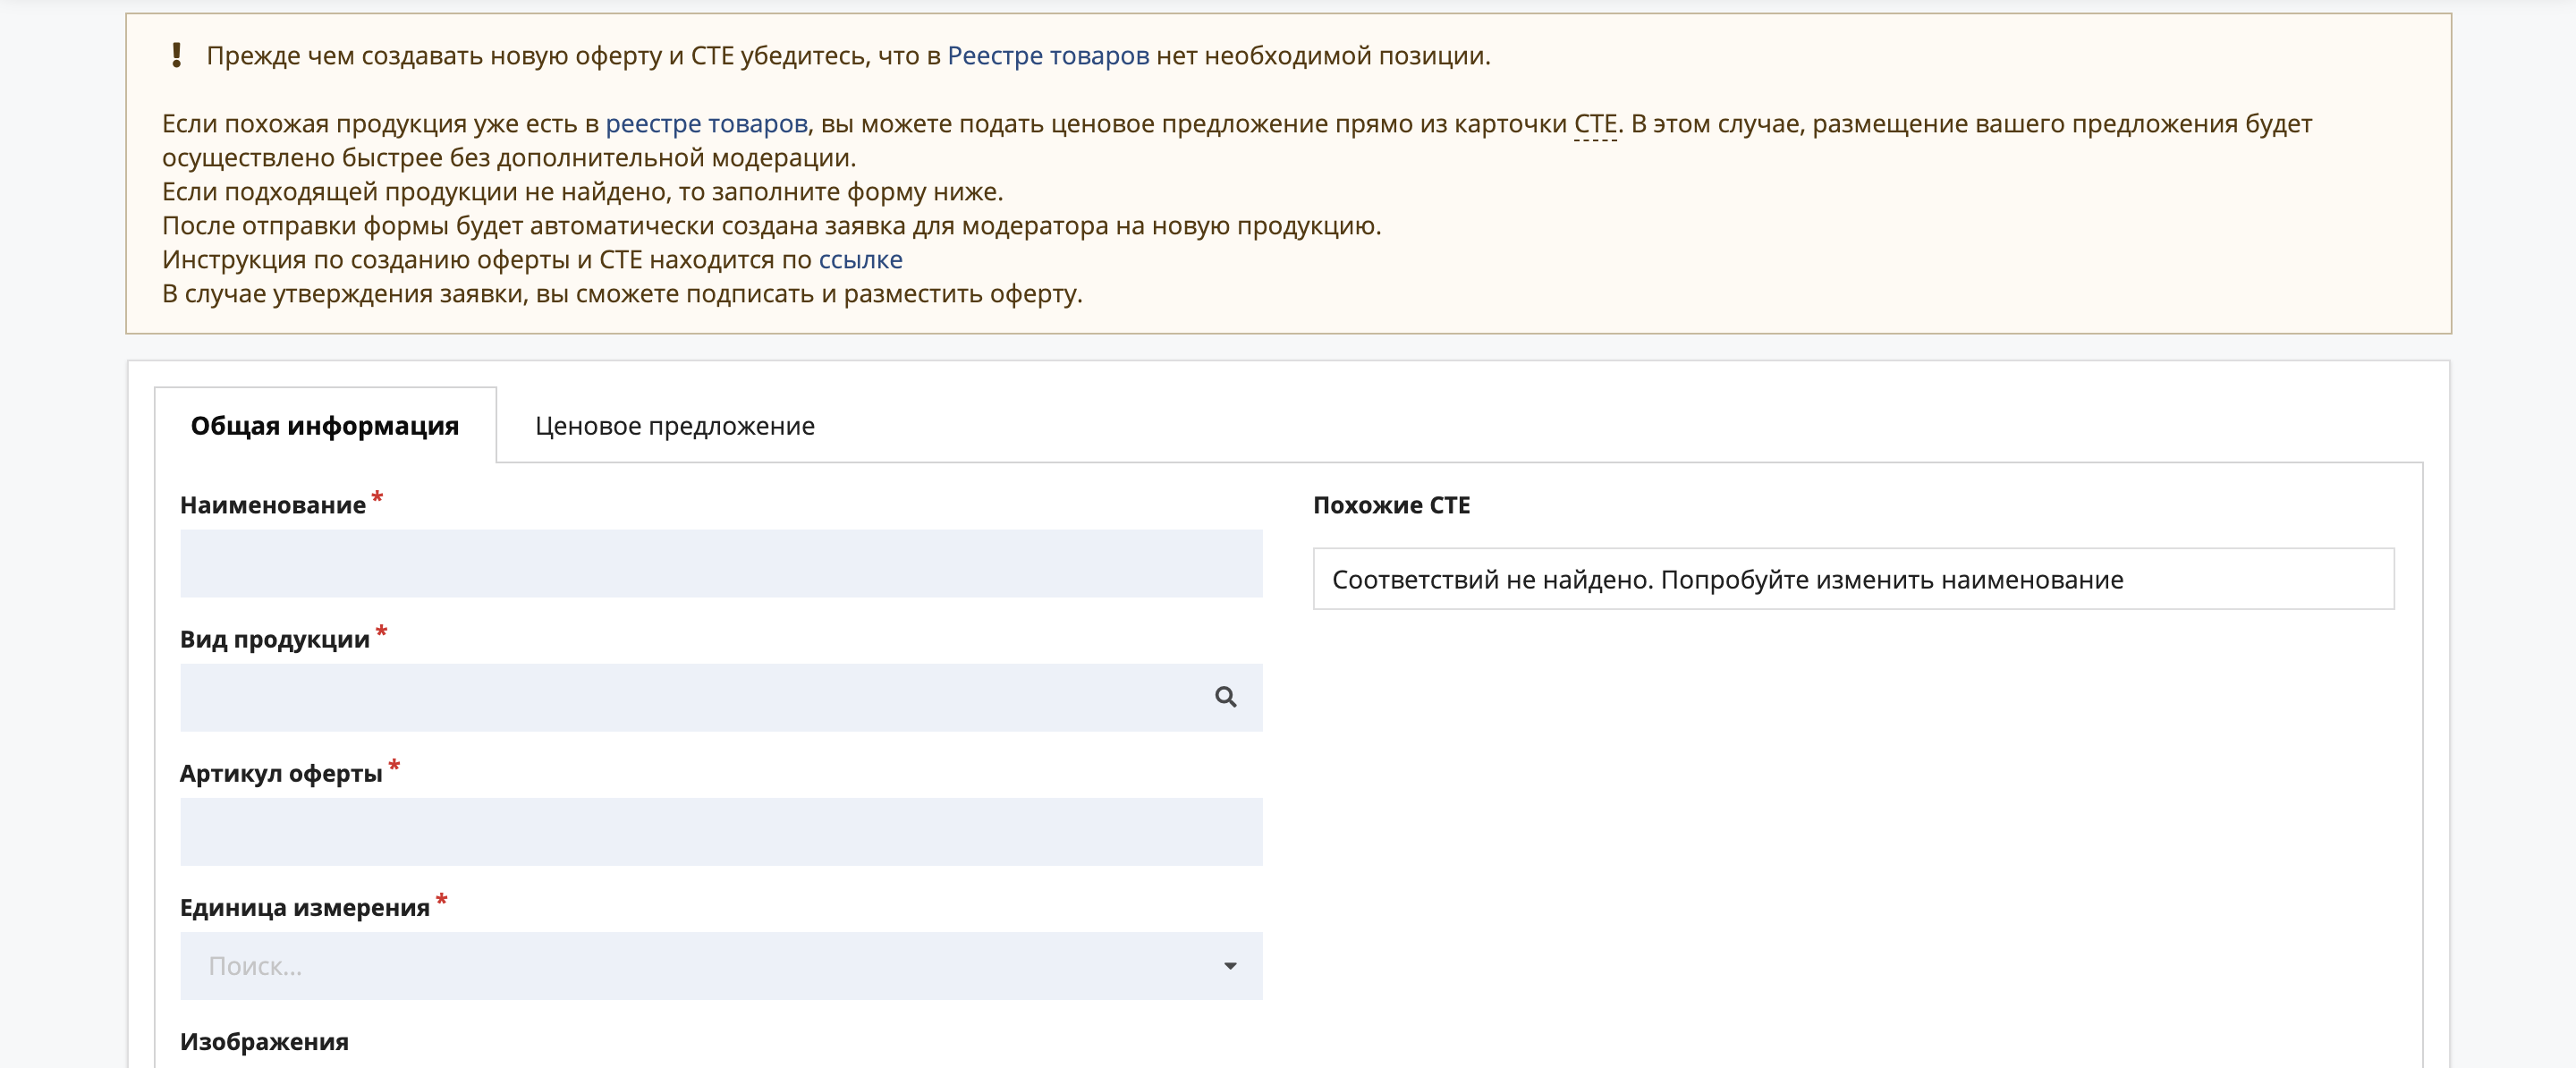 ! Прежде чем создавать новую оферту и СТЕ убедитесь, что в Реестре товаров нет необходимой позиции.
Если похожая продукция уже есть в реестре товаров, вы можете подать ценовое предложение прямо из карточки СТЕ. В этом случае, размещение вашего предложения будет
осуществлено быстрее без дополнительной модерации.
Если подходящей продукции не найдено, то заполните форму ниже.
После отправки формы будет автоматически создана заявка для модератора на новую продукцию.
Инструкция по созданию оферты и СТЕ находится по ссылке
В случае утверждения заявки, вы сможете подписать и разместить оферту.
Общая информация
Ценовое предложение
Наименование *
Вид продукции *
Артикул оферты *
Единица измерения *
Поиск...
Изображения
Похожие СТЕ
Соответствий не найдено. Попробуйте изменить наименование